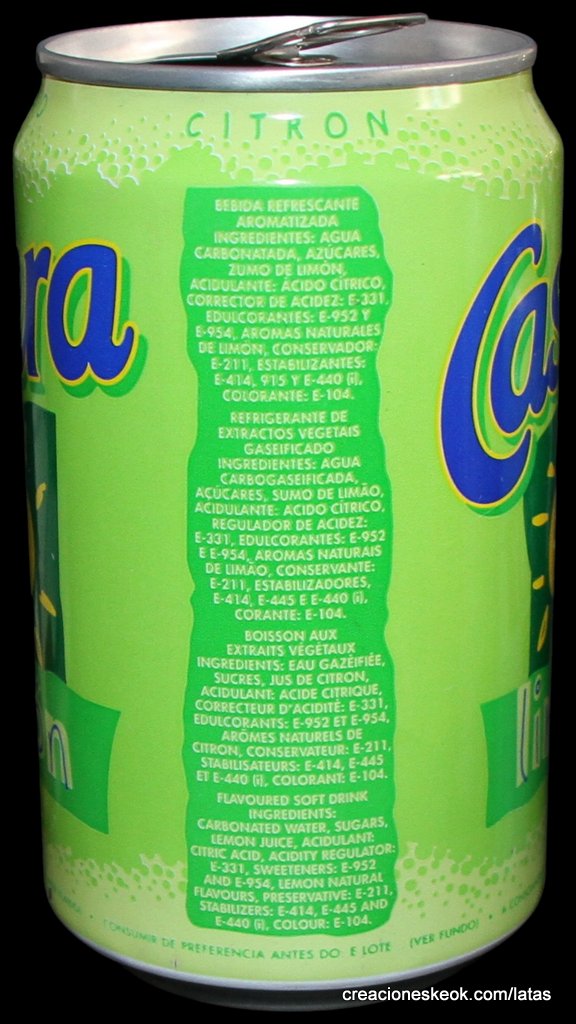 CITRON
BEBIDA REFRESCANTE
AROMATIZADA
INGREDIENTES: AGUA
CARBONATADA, AZÚCARES,
ZUMO DE LIMÓN,
ACIDULANTE: ÁCIDO CÍTRICO,
CORRECTOR DE ACIDEZ: E-331,
EDULCORANTES: E-952 Y
E-954, AROMAS NATURALES
DE LIMÓN, CONSERVADOR:
E-211, ESTABILIZANTES:
E-414, 915 Y E-440 (i),
COLORANTE: E-104.
REFRIGERANTE DE
EXTRACTOS VEGETAIS
GASEIFICADO
INGREDIENTES: AGUA
CARBOGASEIFICADA,
AÇÚCARES, SUMO DE LIMÃO,
ACIDULANTE: ACIDO CÍTRICO,
REGULADOR DE ACIDEZ:
E-331, EDULCORANTES: E-952
E E-954, AROMAS NATURAIS
DE LIMÃO, CONSERVANTE:
E-211, ESTABILIZADORES,
E-414, E-445 E E-440 (i),
CORANTE: E-104.
BOISSON AUX
EXTRAITS VÉGÉTAUX
INGREDIENTS: EAU GAZÉIFIÉE,
SUCRES, JUS DE CITRON,
ACIDULANT: ACIDE CITRIQUE,
CORRECTEUR D'ACIDITÉ: E-331,
EDULCORANTS: E-952 ET E-954,
ARÔMES NATURELS DE
CITRON, CONSERVATEUR: E-211,
STABILISATEURS: E-414, E-445
ET E-440 (i), COLORANT: E-104.
FLAVOURED SOFT DRINK
INGREDIENTS:
CARBONATED WATER, SUGARS,
LEMON JUICE, ACIDULANT:
CITRIC ACID, ACIDITY REGULATOR:
E-331, SWEETENERS: E-952
AND E-954, LEMON NATURAL
FLAVOURS, PRESERVATIVE: E-211,
STABILIZERS: E-414, E-445 AND
E-440 (i), COLOUR: E-104.
ra
Cas
ón
lim
CONSUMIR DE PREFERENCIA ANTES DO: E LOTE (VER FUNDO) •
creacioneskeok.com/latas